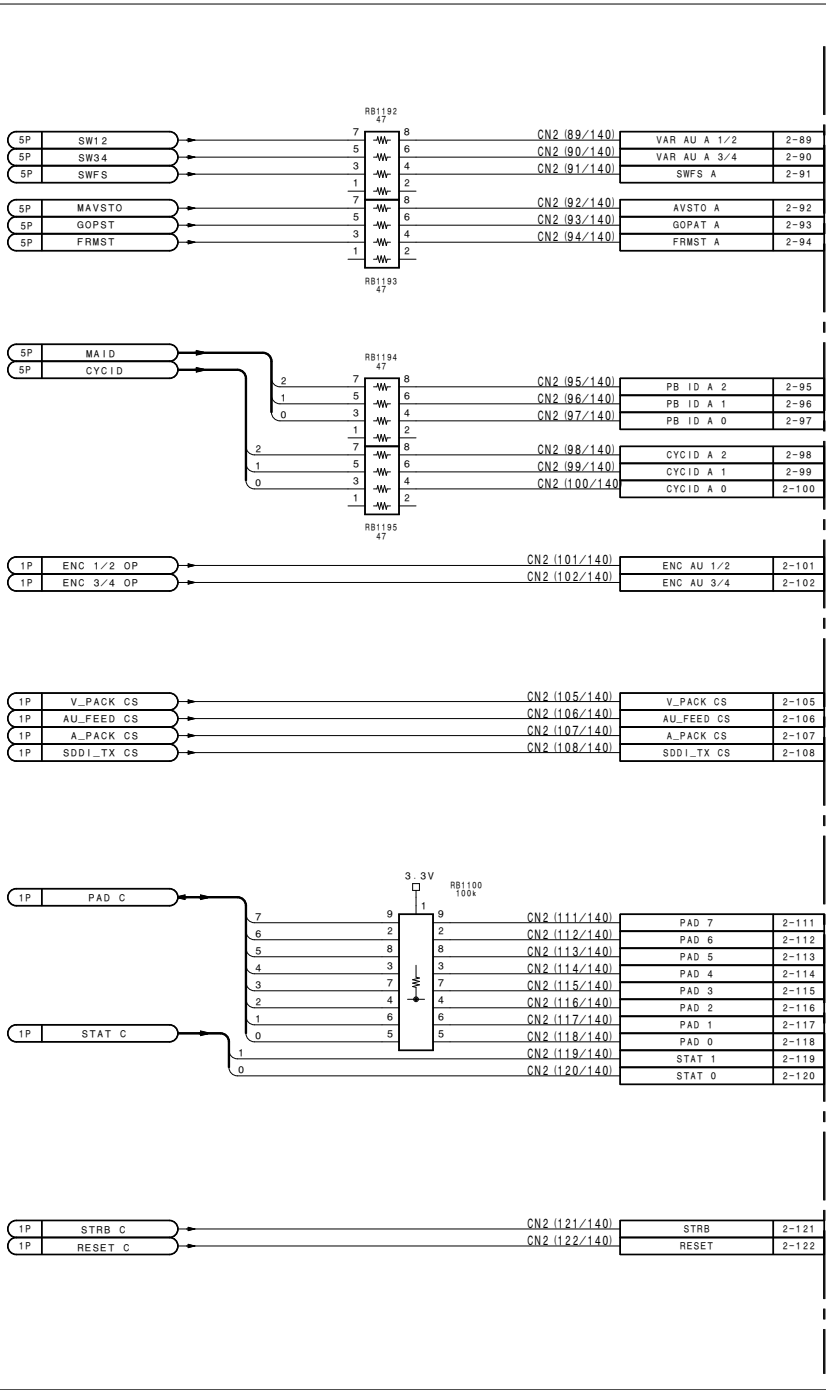 RB1192
47
5P SW12 7 8 CN2 (89/140) VAR AU A 1/2 2-89
5P SW34 5 6 CN2 (90/140) VAR AU A 3/4 2-90
5P SWFS 3 4 CN2 (91/140) SWFS A 2-91
1 2
5P MAVSTO 7 8 CN2 (92/140) AVSTO A 2-92
5P GOPST 5 6 CN2 (93/140) GOPAT A 2-93
5P FRMST 3 4 CN2 (94/140) FRMST A 2-94
1 2
RB1193
47
5P MAID
5P CYCID
RB1194
47
2 7 8 CN2 (95/140) PB ID A 2 2-95
1 5 6 CN2 (96/140) PB ID A 1 2-96
0 3 4 CN2 (97/140) PB ID A 0 2-97
1 2
2 7 8 CN2 (98/140) CYCID A 2 2-98
1 5 6 CN2 (99/140) CYCID A 1 2-99
0 3 4 CN2 (100/140 CYCID A 0 2-100
1 2
RB1195
47
1P ENC 1/2 OP CN2 (101/140) ENC AU 1/2 2-101
1P ENC 3/4 OP CN2 (102/140) ENC AU 3/4 2-102
1P V_PACK CS CN2 (105/140) V_PACK CS 2-105
1P AU_FEED CS CN2 (106/140) AU_FEED CS 2-106
1P A_PACK CS CN2 (107/140) A_PACK CS 2-107
1P SDDI_TX CS CN2 (108/140) SDDI_TX CS 2-108
3.3V
RB1100
100k
1P PAD C
1
7 9 9 CN2 (111/140) PAD 7 2-111
6 2 2 CN2 (112/140) PAD 6 2-112
5 8 8 CN2 (113/140) PAD 5 2-113
4 3 3 CN2 (114/140) PAD 4 2-114
3 7 7 CN2 (115/140) PAD 3 2-115
2 4 4 CN2 (116/140) PAD 2 2-116
1 6 6 CN2 (117/140) PAD 1 2-117
1P STAT C
0 5 5 CN2 (118/140) PAD 0 2-118
1 CN2 (119/140) STAT 1 2-119
0 CN2 (120/140) STAT 0 2-120
1P STRB C CN2 (121/140) STRB 2-121
1P RESET C CN2 (122/140) RESET 2-122